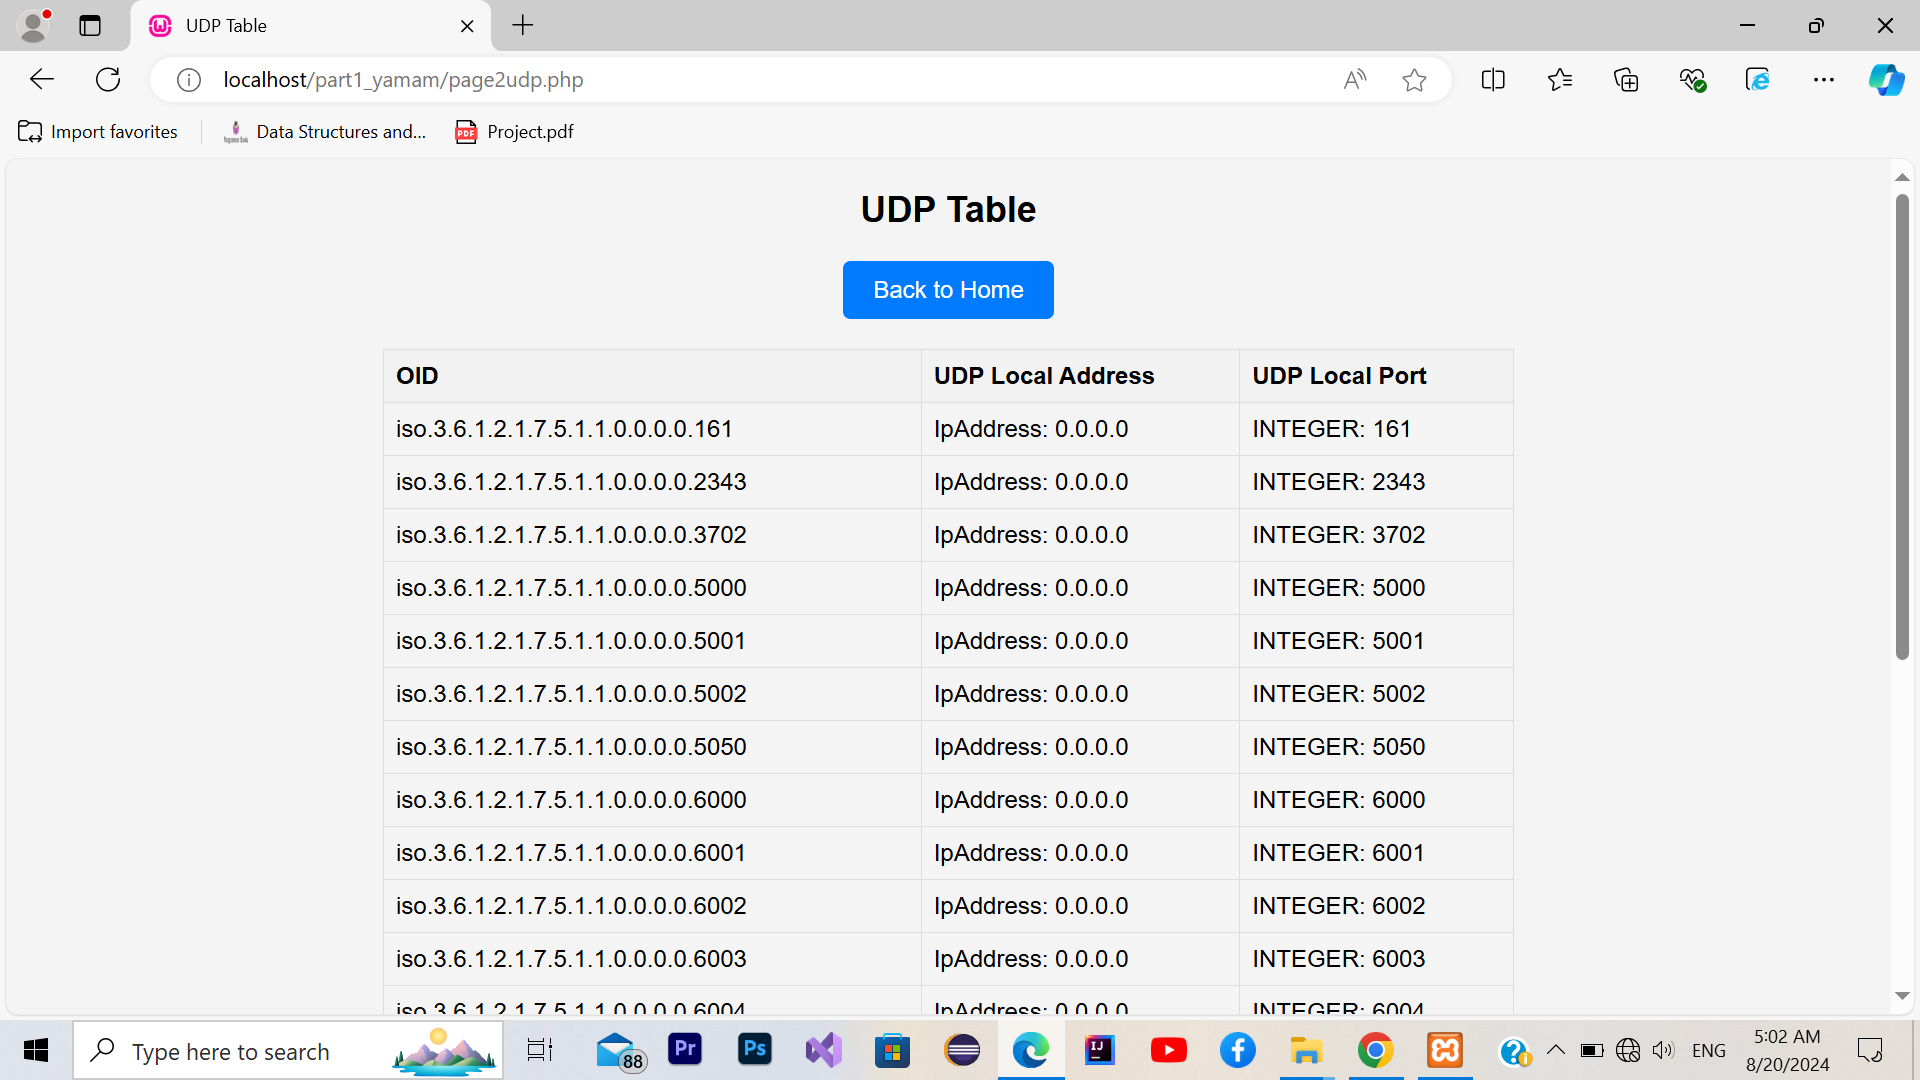 UDP Table
localhost/part1_yamam/page2udp.php
Import favorites
Data Structures and...
PDF
Project.pdf
UDP Table
Back to Home
OID UDP Local Address UDP Local Port
iso.3.6.1.2.1.7.5.1.1.0.0.0.0.161 IpAddress: 0.0.0.0 INTEGER: 161
iso.3.6.1.2.1.7.5.1.1.0.0.0.0.2343 IpAddress: 0.0.0.0 INTEGER: 2343
iso.3.6.1.2.1.7.5.1.1.0.0.0.0.3702 IpAddress: 0.0.0.0 INTEGER: 3702
iso.3.6.1.2.1.7.5.1.1.0.0.0.0.5000 IpAddress: 0.0.0.0 INTEGER: 5000
iso.3.6.1.2.1.7.5.1.1.0.0.0.0.5001 IpAddress: 0.0.0.0 INTEGER: 5001
iso.3.6.1.2.1.7.5.1.1.0.0.0.0.5002 IpAddress: 0.0.0.0 INTEGER: 5002
iso.3.6.1.2.1.7.5.1.1.0.0.0.0.5050 IpAddress: 0.0.0.0 INTEGER: 5050
iso.3.6.1.2.1.7.5.1.1.0.0.0.0.6000 IpAddress: 0.0.0.0 INTEGER: 6000
iso.3.6.1.2.1.7.5.1.1.0.0.0.0.6001 IpAddress: 0.0.0.0 INTEGER: 6001
iso.3.6.1.2.1.7.5.1.1.0.0.0.0.6002 IpAddress: 0.0.0.0 INTEGER: 6002
iso.3.6.1.2.1.7.5.1.1.0.0.0.0.6003 IpAddress: 0.0.0.0 INTEGER: 6003
iso.3.6.1.2.1.7.5.1.1.0.0.0.0.6004 IpAddress: 0.0.0.0 INTEGER: 6004
Type here to search
88
Pr
Ps
IJ
ENG
5:02 AM
8/20/2024